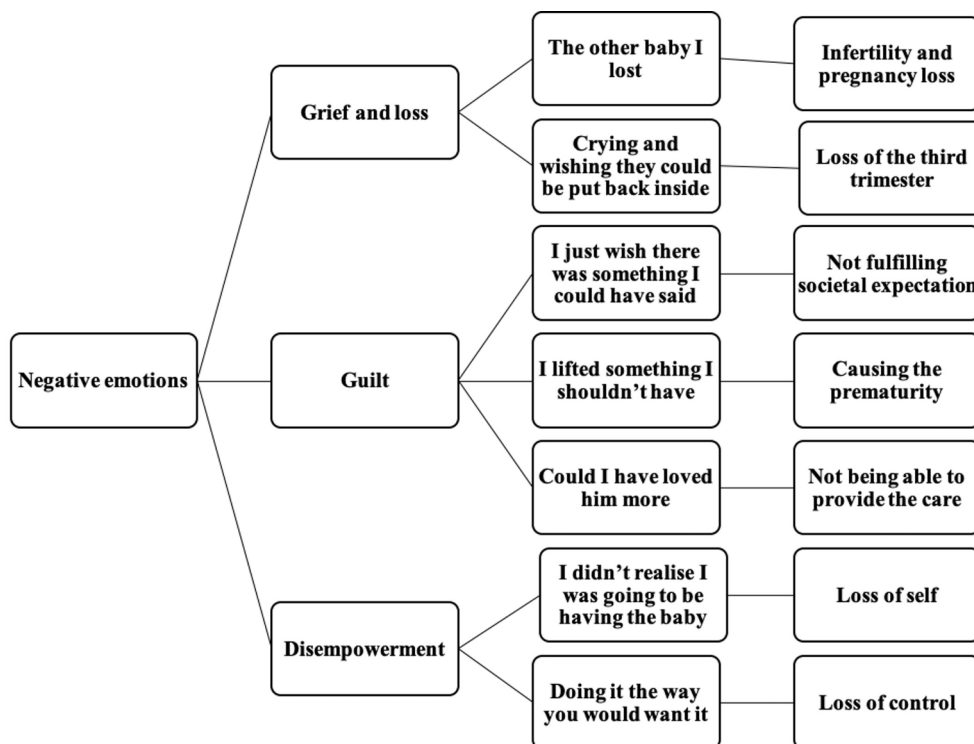 Negative emotions
Grief and loss
The other baby I
lost
Infertility and
pregnancy loss
Crying and
wishing they could
be put back inside
Loss of the third
trimester
Guilt
I just wish there
was something I
could have said
Not fulfilling
societal expectation
I lifted something I
shouldn’t have
Causing the
prematurity
Could I have loved
him more
Not being able to
provide the care
Disempowerment
I didn’t realise I
was going to be
having the baby
Loss of self
Doing it the way
you would want it
Loss of control